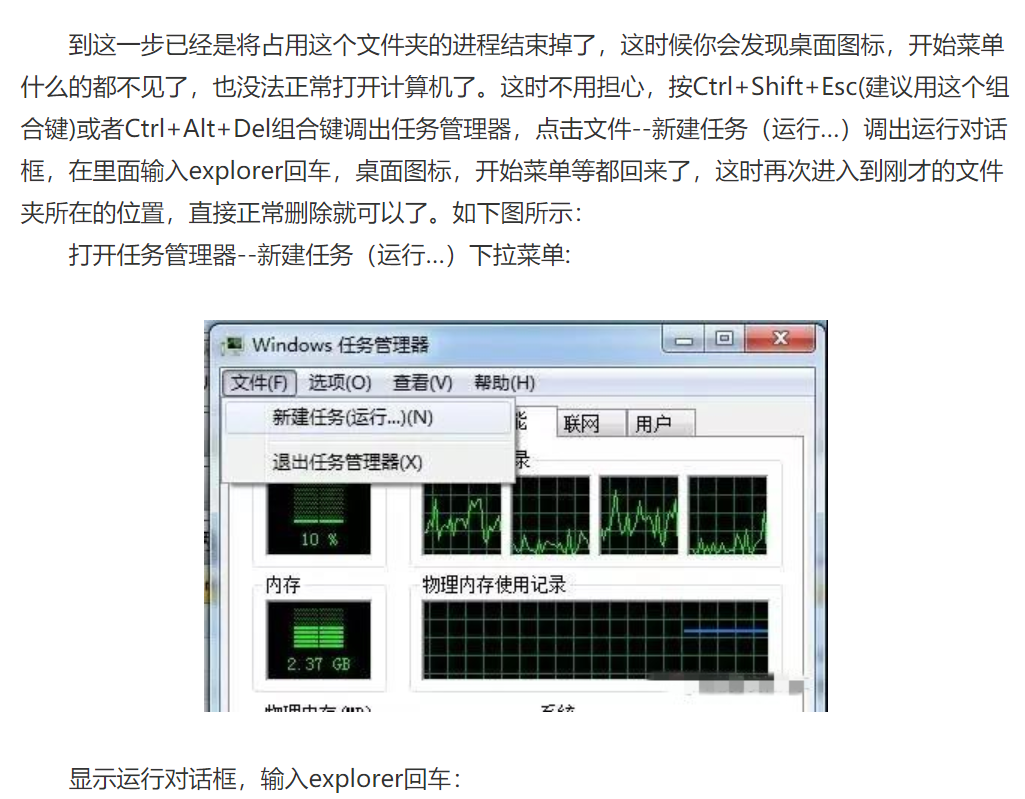 到这一步已经是将占用这个文件夹的进程结束掉了，这时候你会发现桌面图标，开始菜单
什么的都不见了，也没法正常打开计算机了。这时不用担心，按Ctrl+Shift+Esc(建议用这个组
合键)或者Ctrl+Alt+Del组合键调出任务管理器，点击文件--新建任务（运行...）调出运行对话
框，在里面输入explorer回车，桌面图标，开始菜单等都回来了，这时再次进入到刚才的文件
夹所在的位置，直接正常删除就可以了。如下图所示：
打开任务管理器--新建任务（运行...）下拉菜单:
Windows 任务管理器
文件(F) 选项(O) 查看(V) 帮助(H)
新建任务(运行...)(N)
能 联网 用户
退出任务管理器(X)
录
10 %
内存 物理内存使用记录
2.37 GB
物理内存(MB) 系统
显示运行对话框，输入explorer回车：